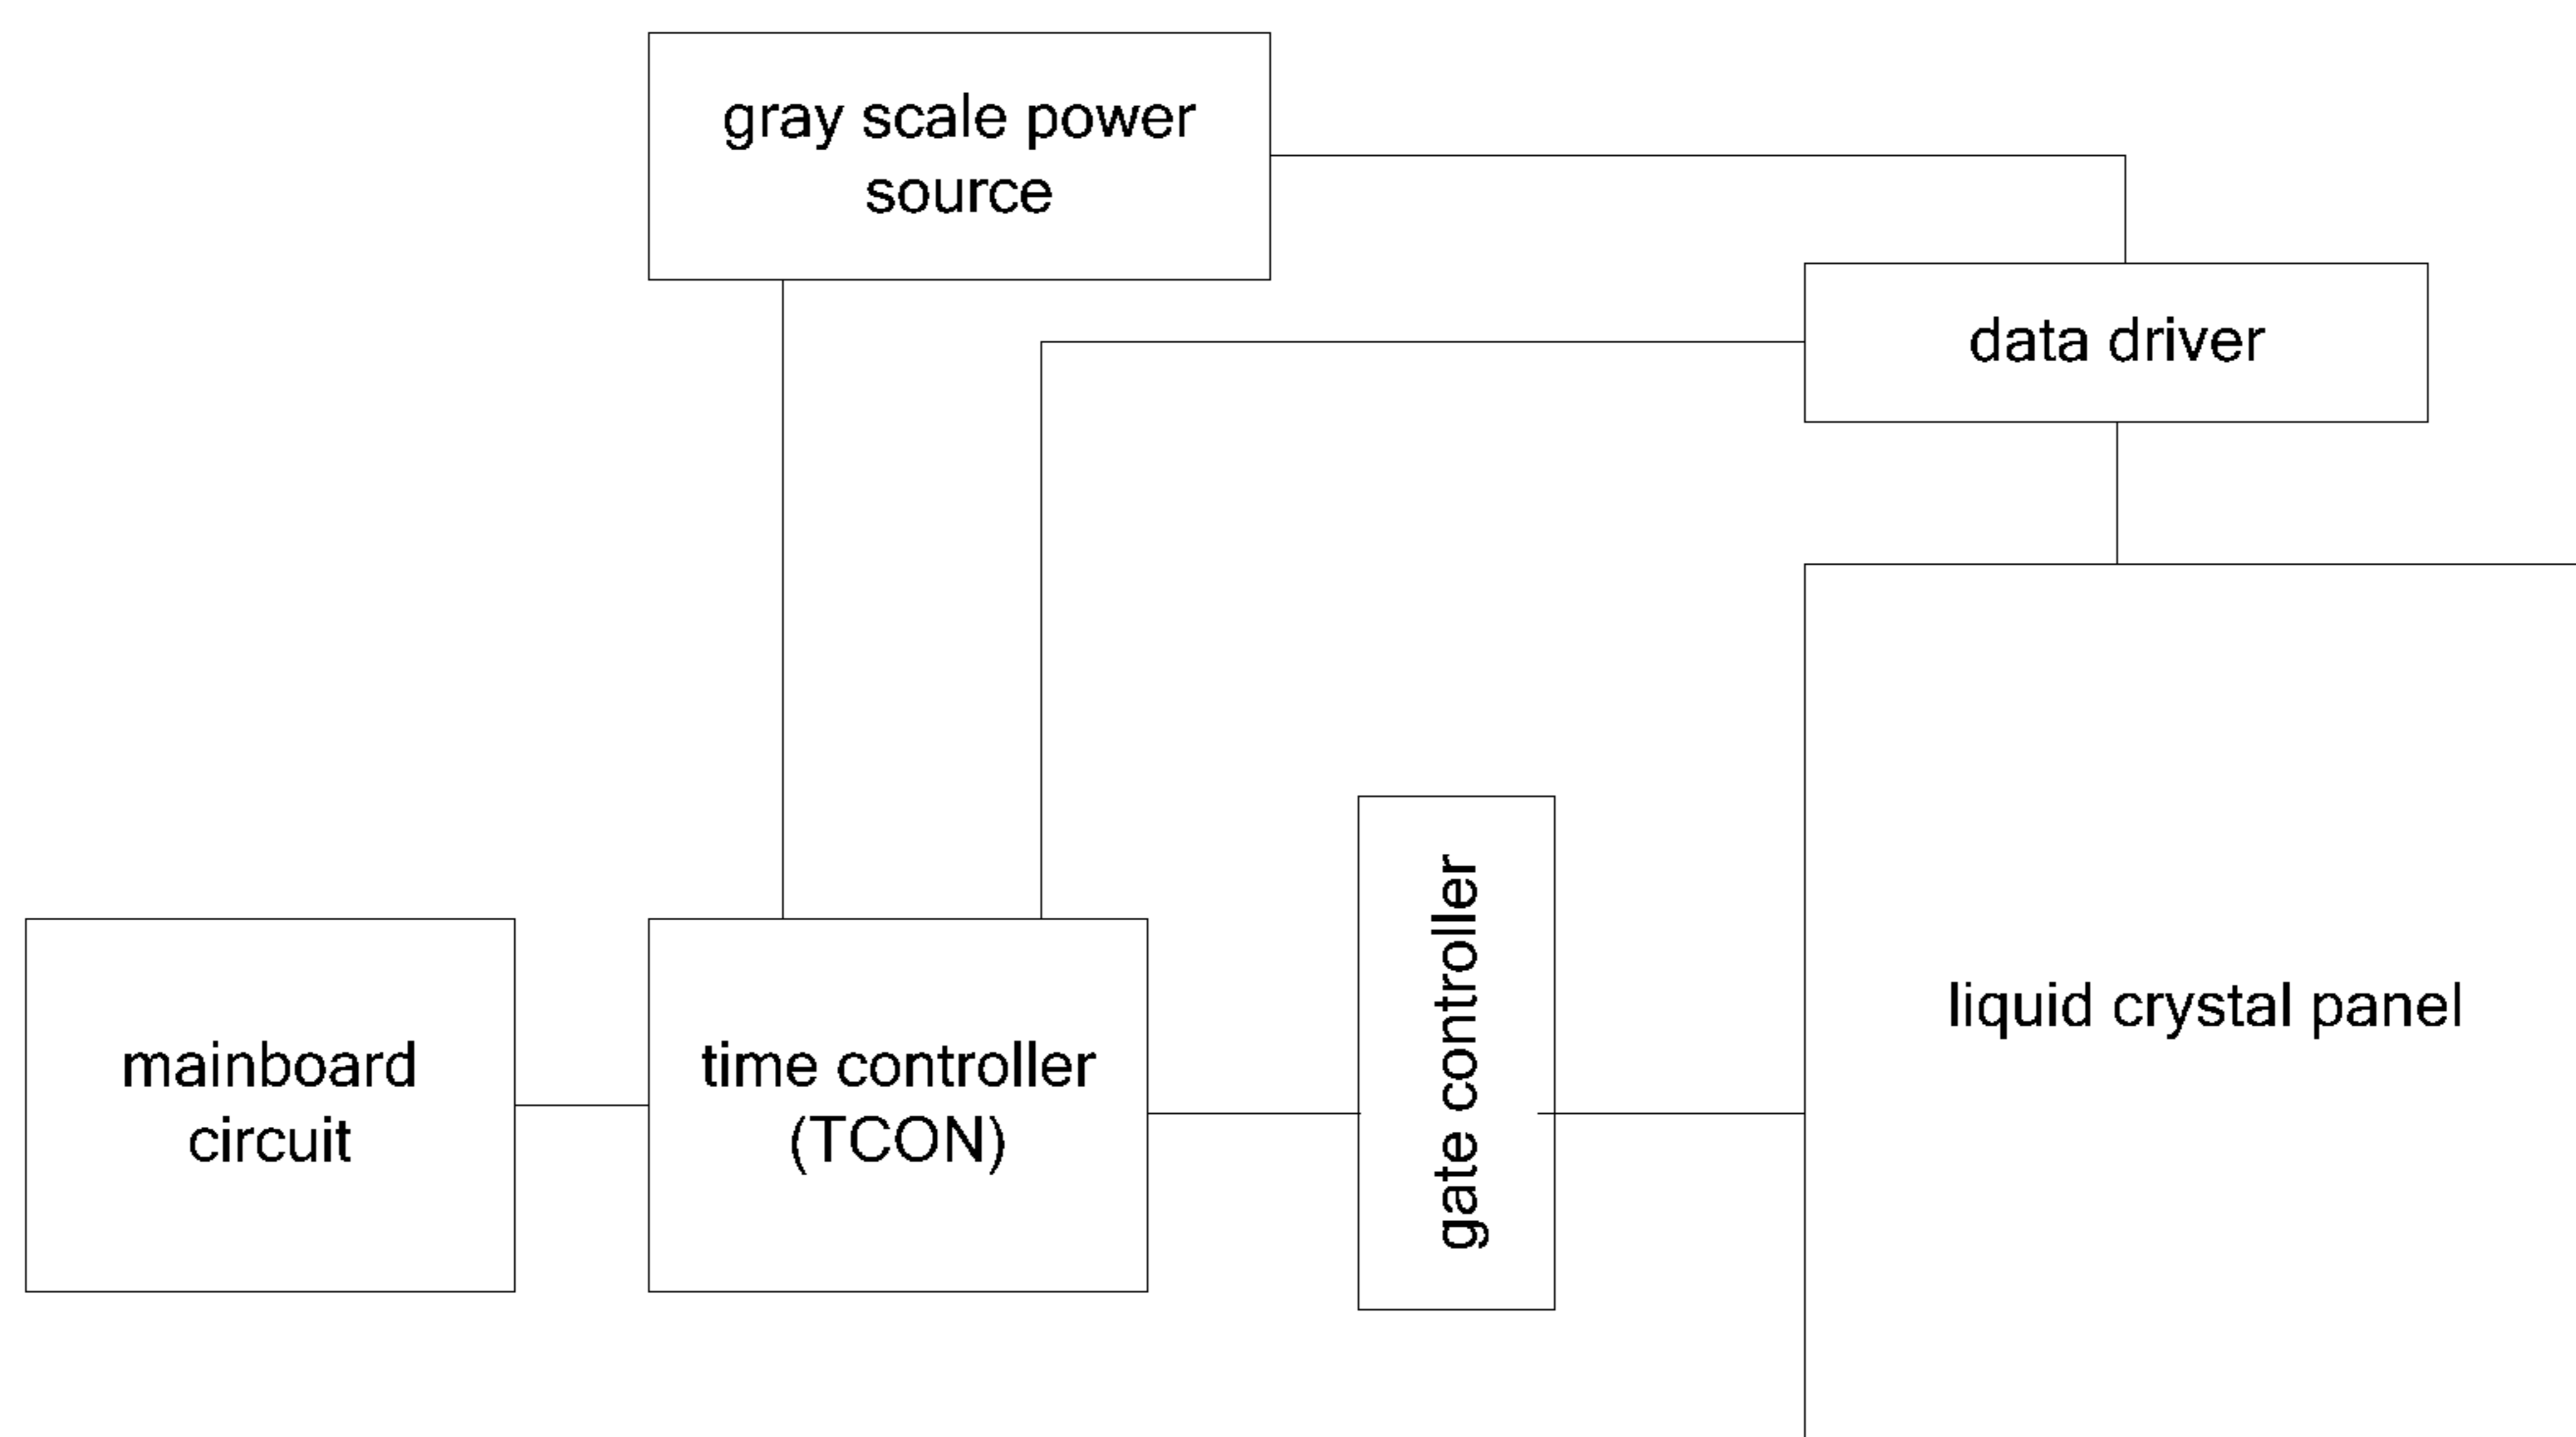 gray scale power
source
data driver
mainboard
circuit
time controller
(TCON)
gate controller
liquid crystal panel